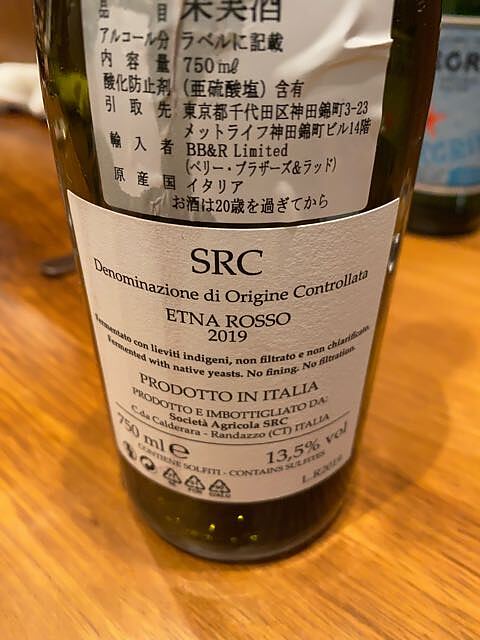 品 目 果実酒
アルコール分 ラベルに記載
内 容 量 750㎖
酸化防止剤 (亜硫酸塩) 含有
引 取 先 東京都千代田区神田錦町3-23
メットライフ神田錦町ビル14階
輸 入 者 BB&R Limited
(ベリー・ブラザーズ&ラッド)
原 産 国 イタリア
お酒は20歳を過ぎてから
SRC
Denominazione di Origine Controllata
ETNA ROSSO
2019
Fermentato con lieviti indigeni, non filtrato e non chiarificato.
Fermented with native yeasts. No fining. No filtration.
PRODOTTO IN ITALIA
PRODOTTO E IMBOTTIGLIATO DA:
Società Agricola SRC
C.da Calderara - Randazzo (CT) ITALIA
750 ml e 13,5% vol
CONTIENE SOLFITI - CONTAINS SULFITES
L.R2019